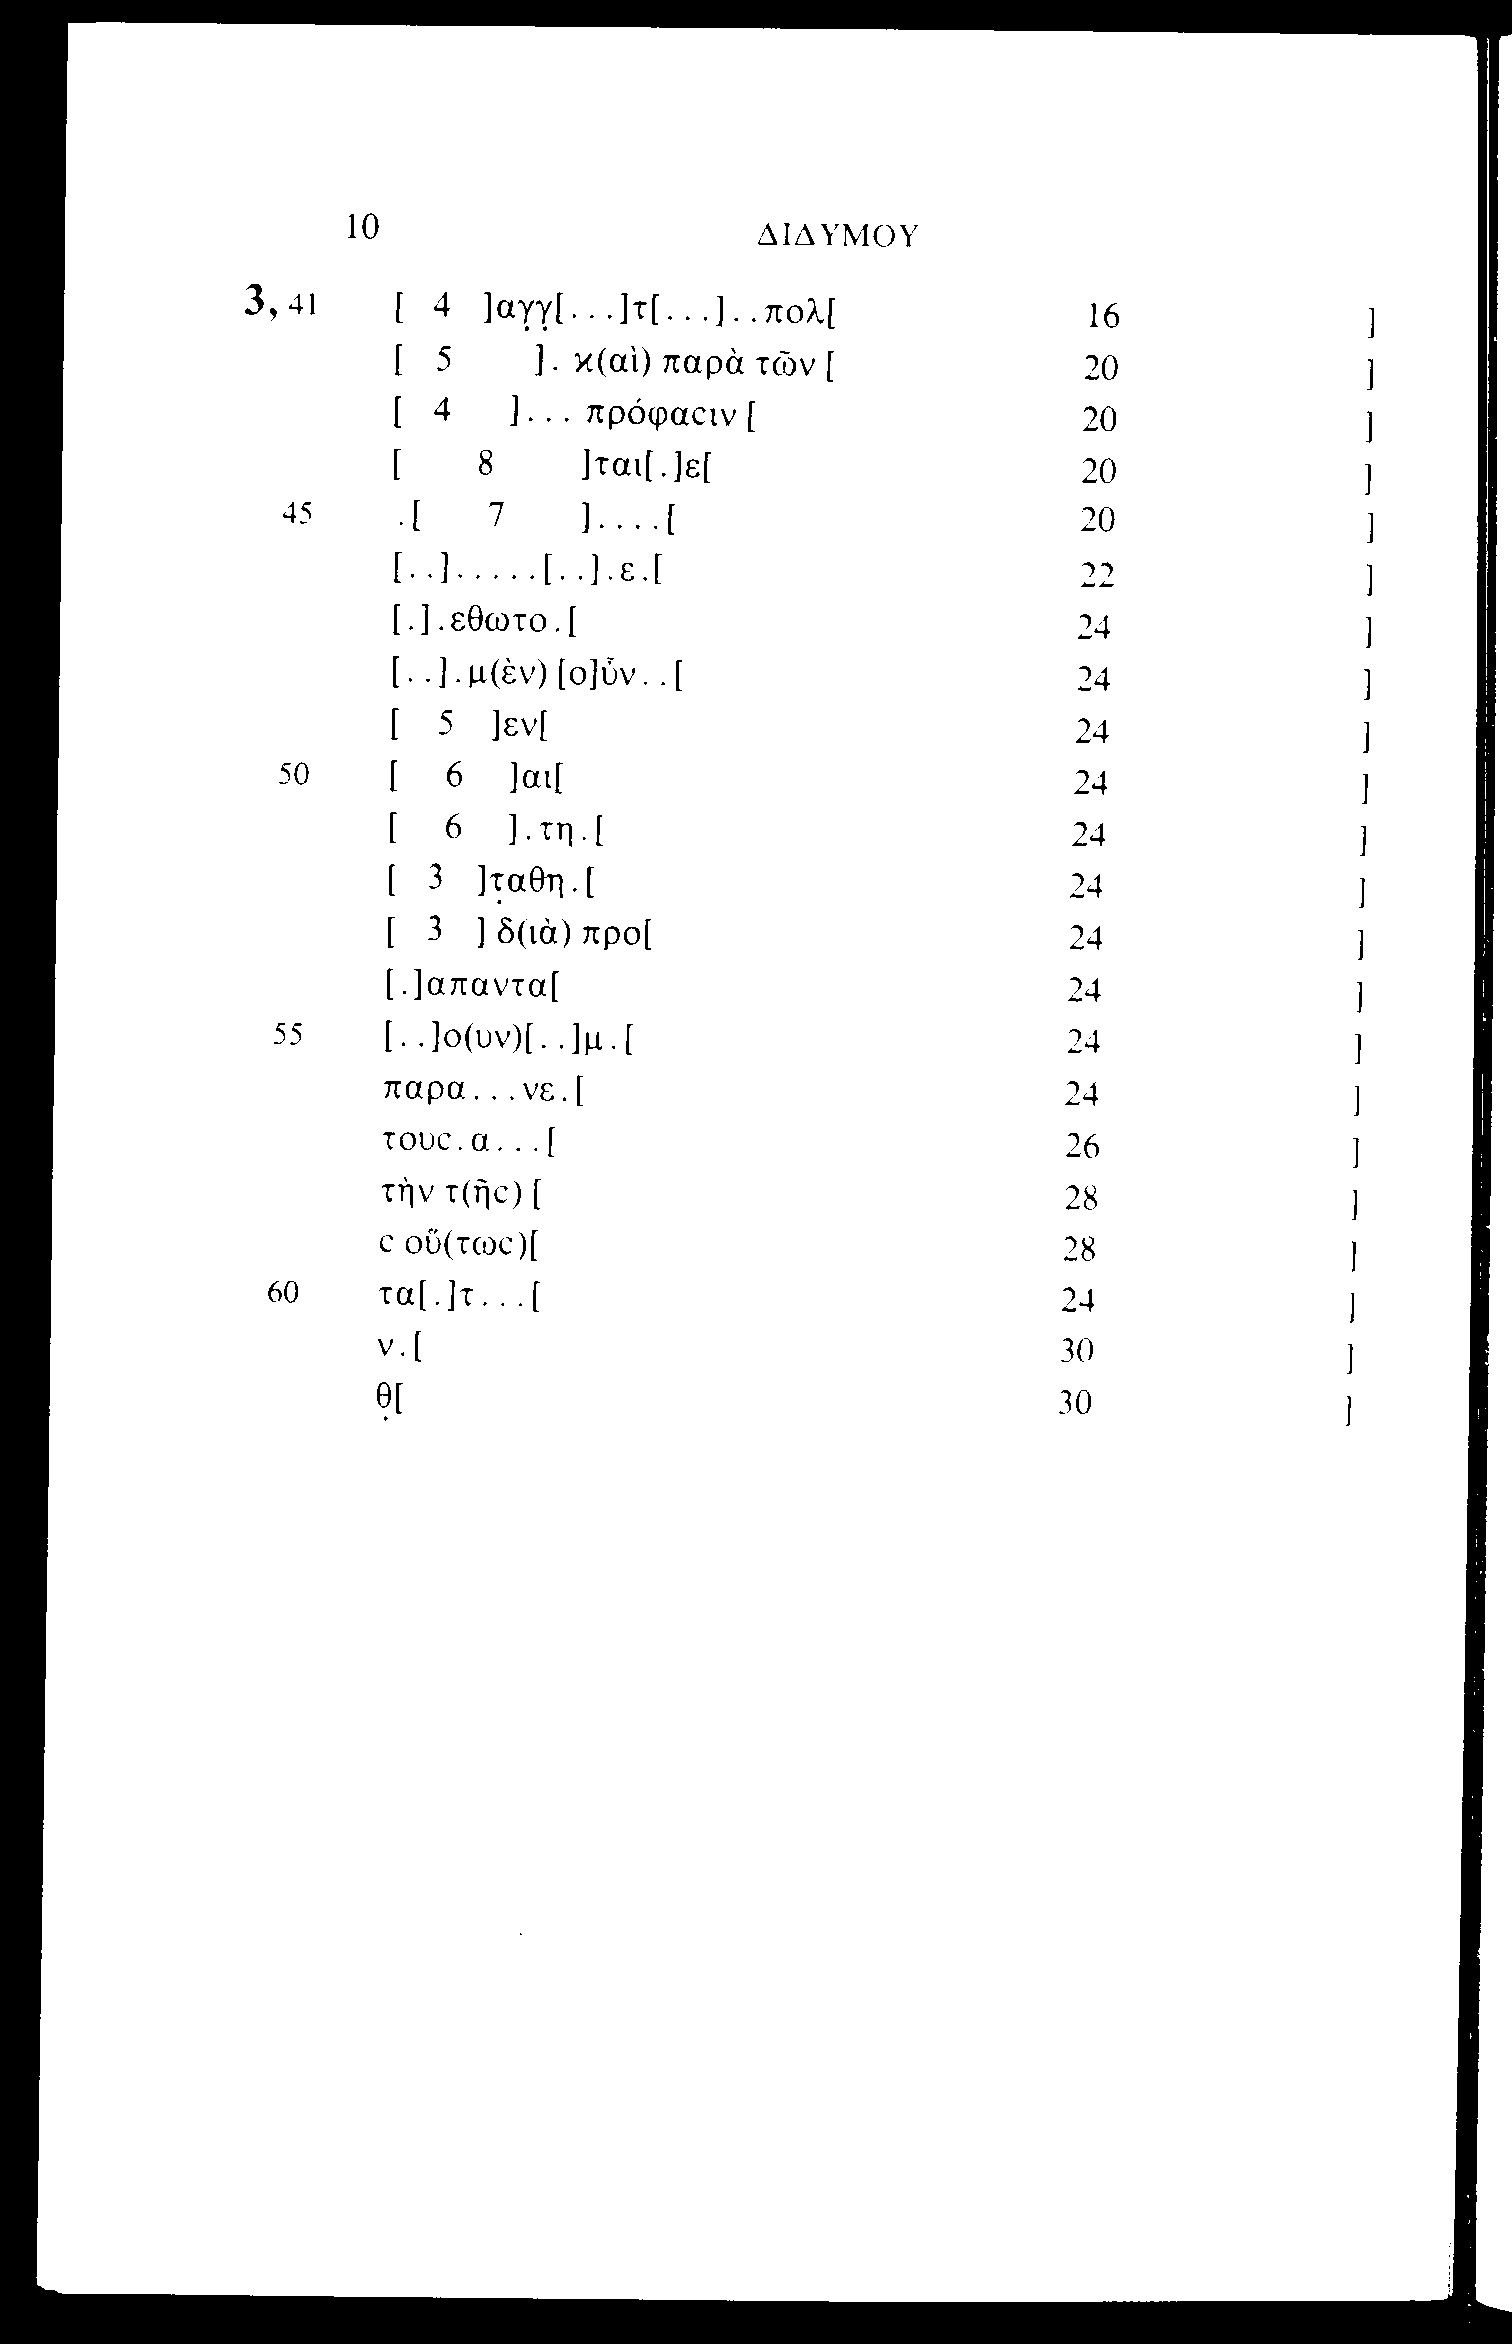 10 ΔΙΔΥΜΟΥ
3, 41 [ 4 ]αγ̣γ̣[...]τ[...]..πολ[ 16 ]
[ 5 ]. κ(αὶ) παρὰ τῶν [ 20 ]
[ 4 ]... πρόφαϲιν [ 20 ]
[ 8 ]ται[.]ε[ 20 ]
45 .[ 7 ]....[ 20 ]
[..].....[..].ε.[ 22 ]
[.].εθωτο.[ 24 ]
[..].μ(ὲν) [ο]ὖν..[ 24 ]
[ 5 ]εν[ 24 ]
50 [ 6 ]αι[ 24 ]
[ 6 ].τη.[ 24 ]
[ 3 ]τ̣αθη.[ 24 ]
[ 3 ] δ(ιὰ) προ[ 24 ]
[.]απαντα[ 24 ]
55 [..]ο(υν)[..]μ.[ 24 ]
παρα...νε.[ 24 ]
τουϲ.α...[ 26 ]
τὴν τ(ῆϲ) [ 28 ]
ϲ οὕ(τωϲ)[ 28 ]
60 τα[.]τ...[ 24 ]
ν.[ 30 ]
θ̣[ 30 ]